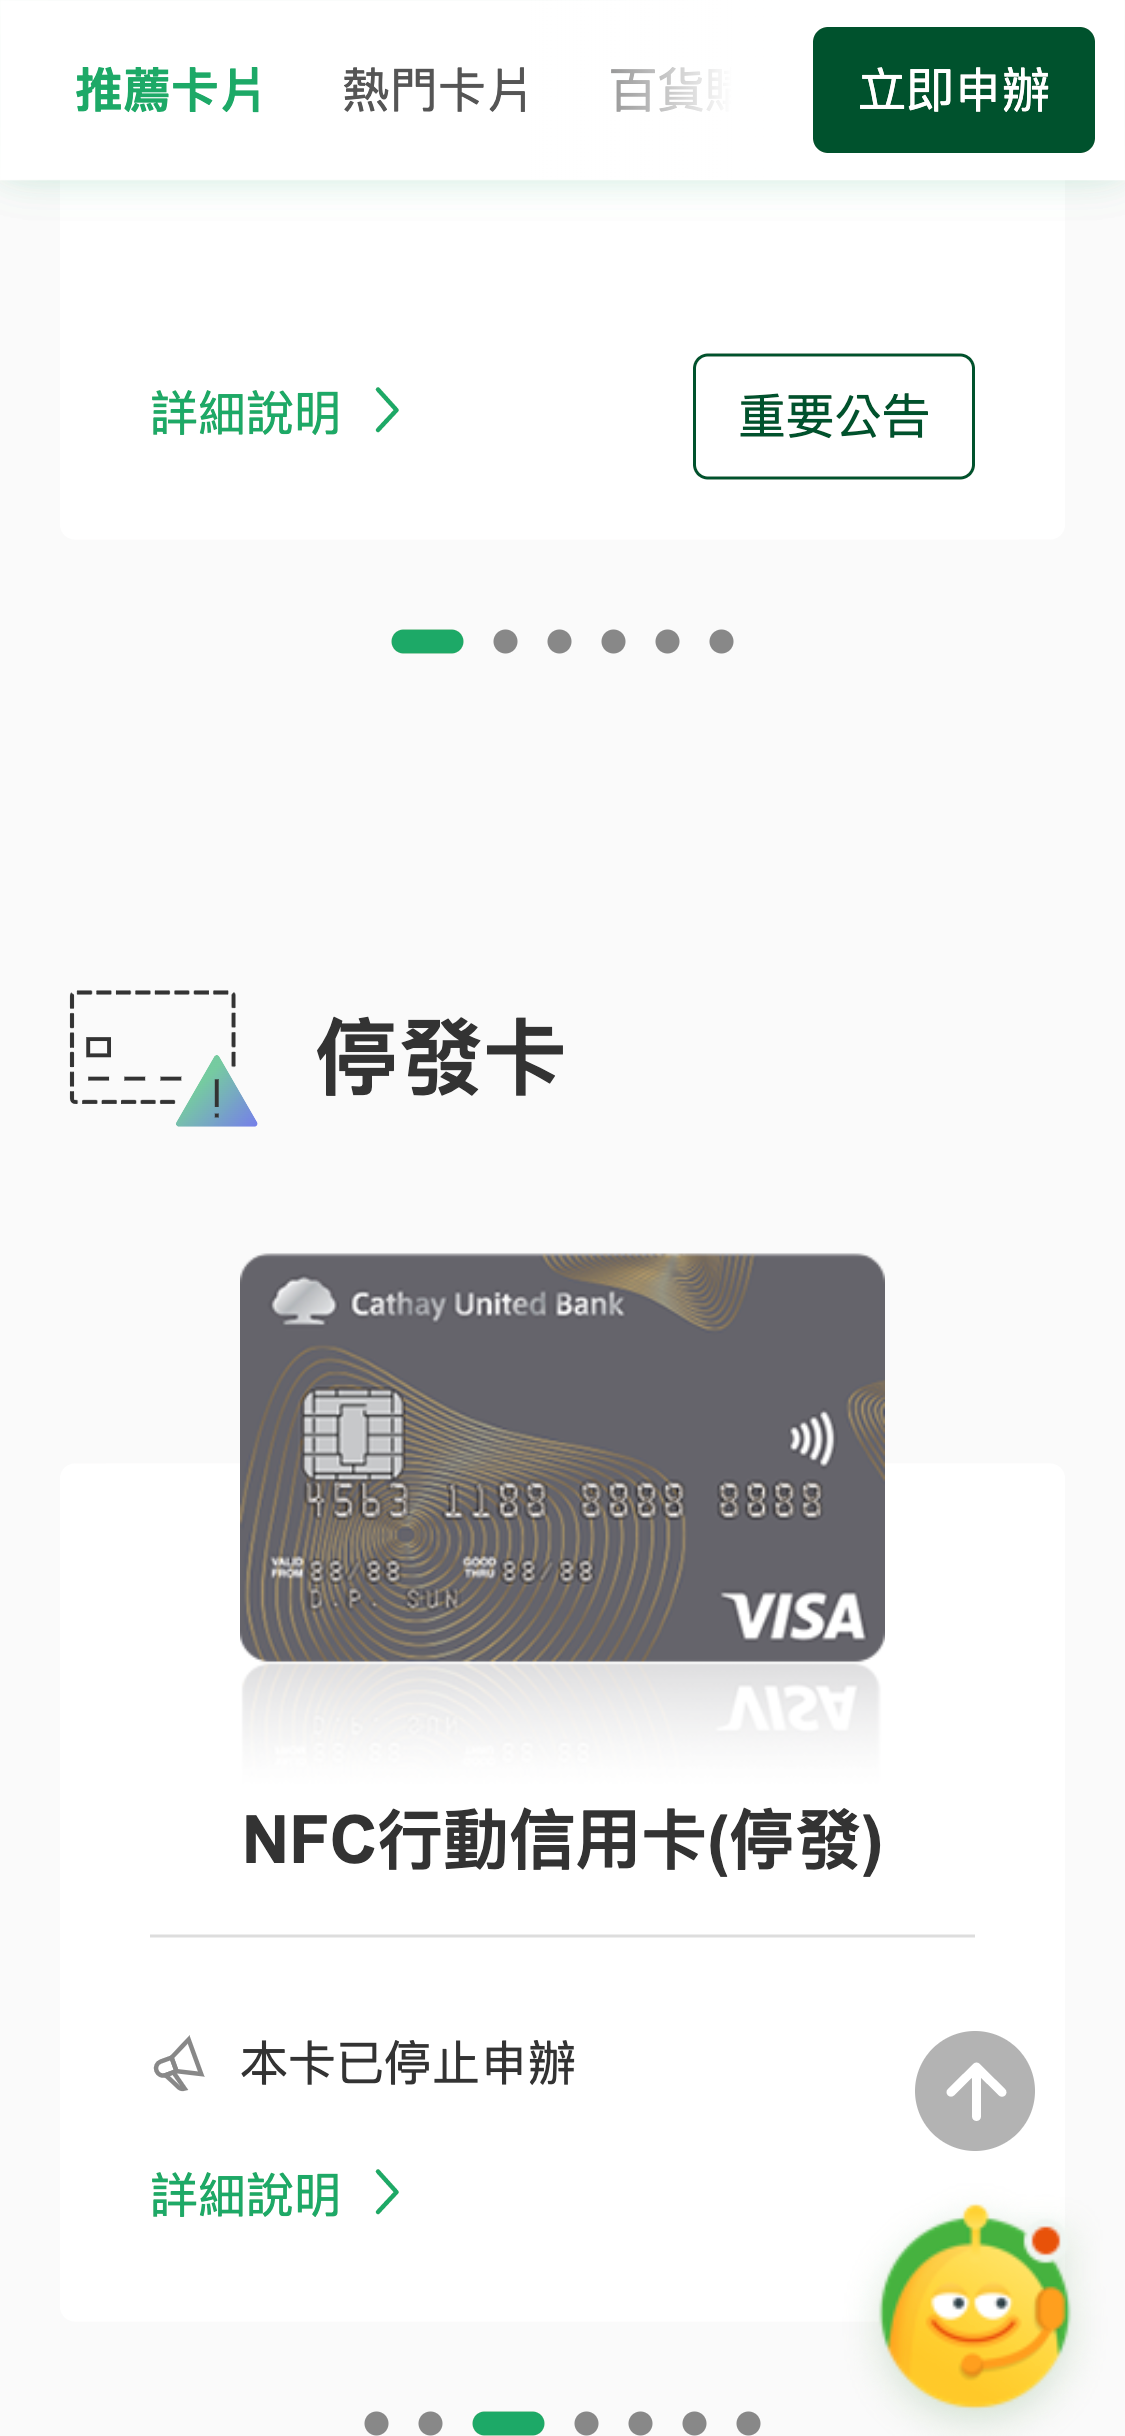 推薦卡片
熱門卡片
百貨
立即申辦
詳細說明
重要公告
停發卡
Cathay United Bank
4563 1188 8888 8888
VALID FROM 88/88 GOOD THRU 88/88
D.P. SUN
VISA
NFC行動信用卡(停發)
本卡已停止申辦
詳細說明